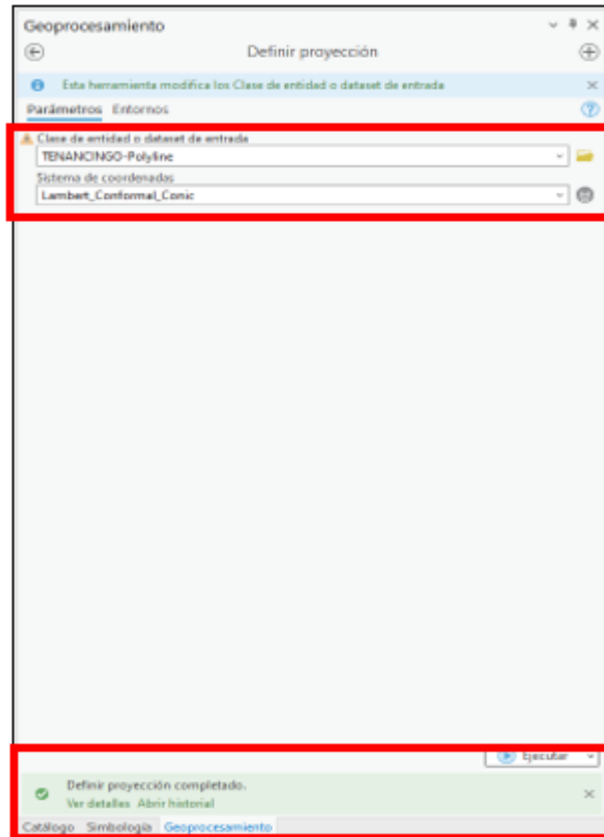 Geoprocesamiento
Definir proyección
Esta herramienta modifica los Clase de entidad o dataset de entrada
Parámetros Entornos
Clase de entidad o dataset de entrada
TENANCINGO-Polyline
Sistema de coordenadas
Lambert_Conformal_Conic
Ejecutar
Definir proyección completado.
Ver detalles Abrir historial
Catálogo Simbología Geoprocesamiento